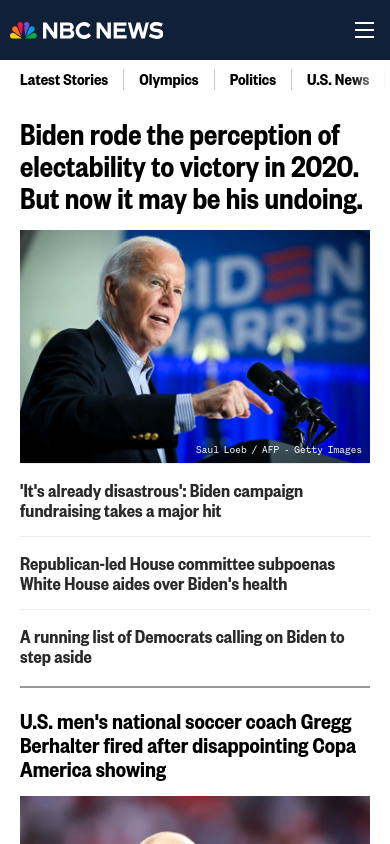 NBC NEWS
Latest Stories
Olympics
Politics
U.S. News
Biden rode the perception of
electability to victory in 2020.
But now it may be his undoing.
BIDEN
HARRIS
Saul Loeb / AFP - Getty Images
'It's already disastrous': Biden campaign
fundraising takes a major hit
Republican-led House committee subpoenas
White House aides over Biden's health
A running list of Democrats calling on Biden to
step aside
U.S. men's national soccer coach Gregg
Berhalter fired after disappointing Copa
America showing